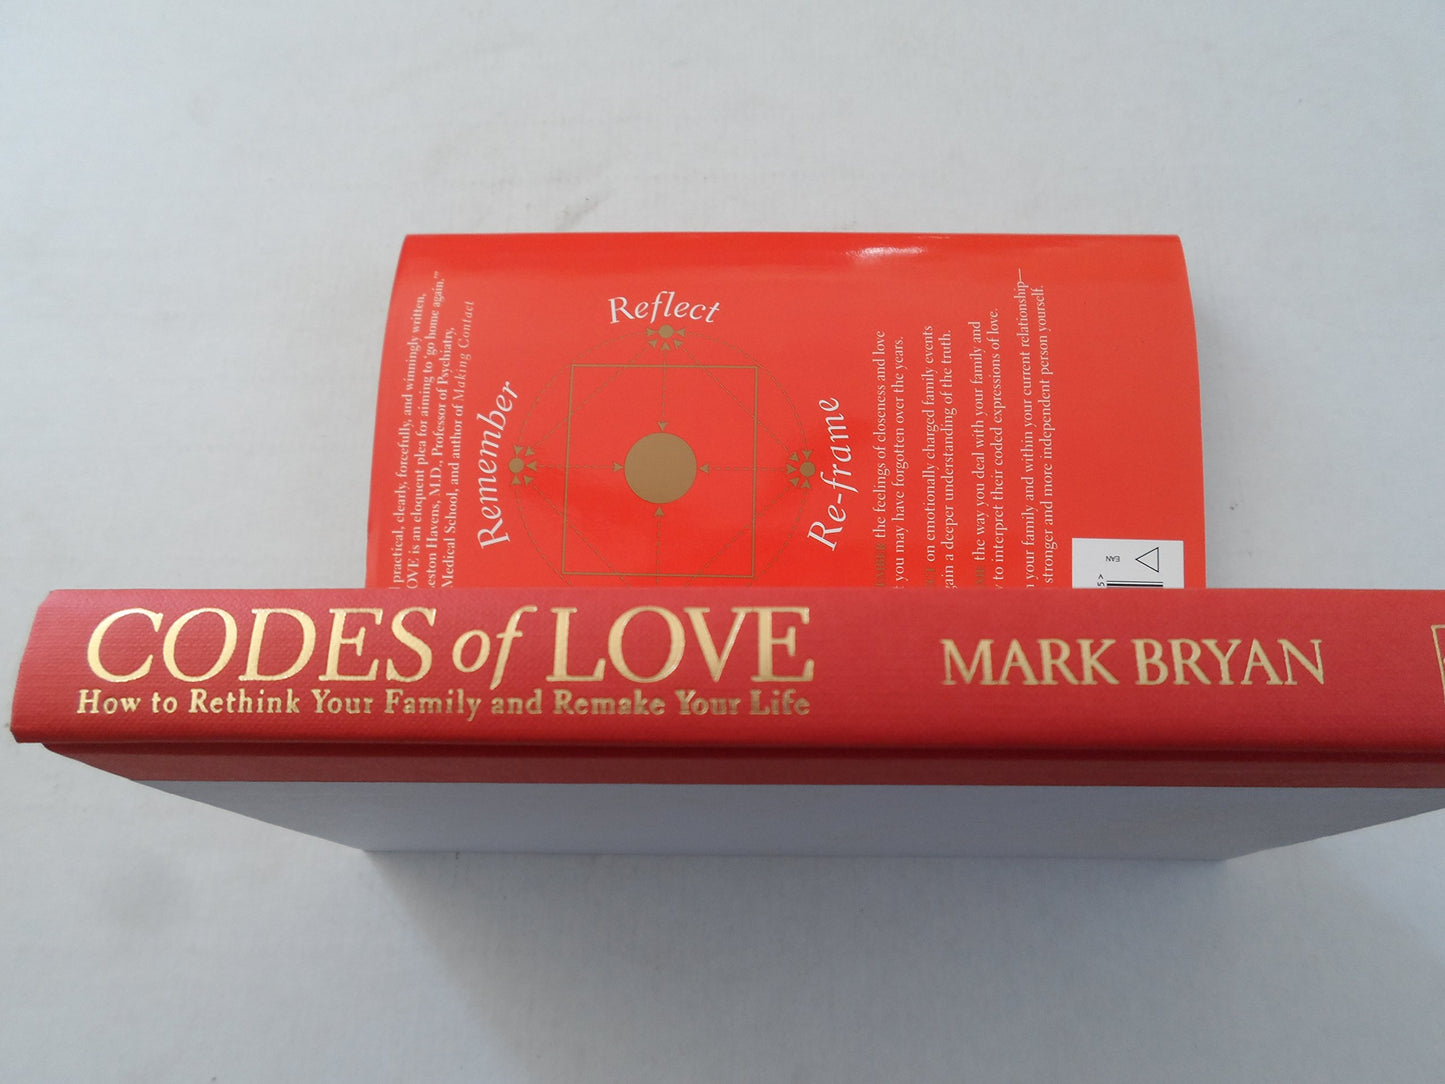 CODES of LOVE
How to Rethink Your Family and Remake Your Life
MARK BRYAN
practical, clearly, forcefully, and winningly written,
is an eloquent plea for aiming to 'go home again,'"
Havens, M.D., Professor of Psychiatry,
Medical School, and author of Making Contact
Remember
Reflect
Re-frame
the feelings of closeness and love
you may have forgotten over the years.
on emotionally charged family events
a deeper understanding of the truth.
the way you deal with your family and
to interpret their coded expressions of love.
your family and within your current relationship—
stronger and more independent person yourself.
EAN